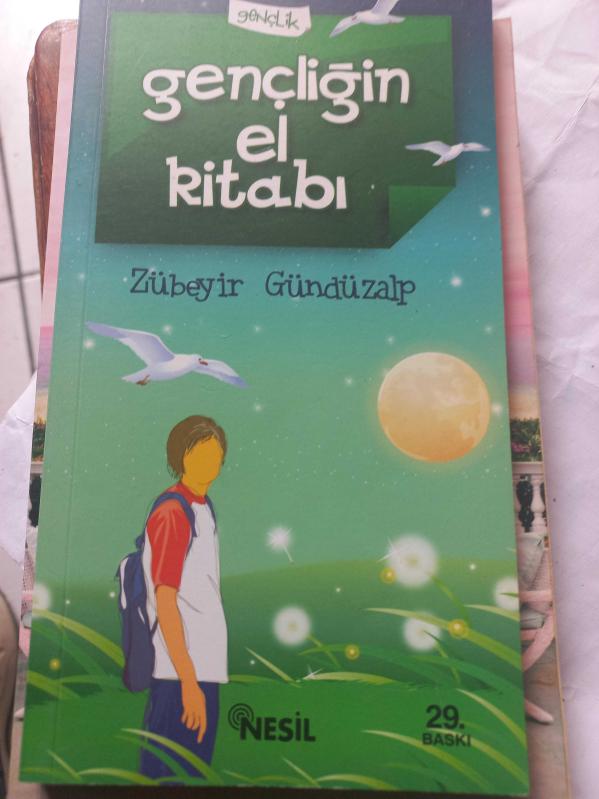 gençlik
gençliğin
el
kitabı
Zübeyir Gündüzalp
NESİL
29.
BASKI